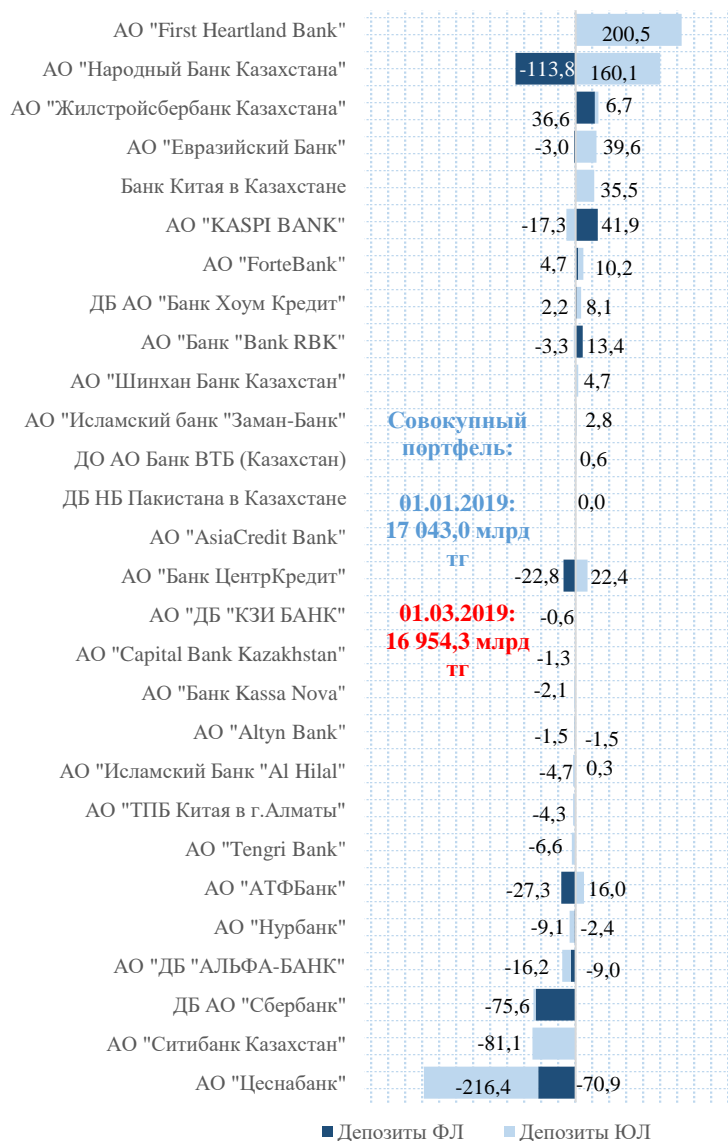 АО "First Heartland Bank" 200,5
АО "Народный Банк Казахстана" -113,8 160,1
АО "Жилстройсбербанк Казахстана" 36,6 6,7
АО "Евразийский Банк" -3,0 39,6
Банк Китая в Казахстане 35,5
АО "KASPI BANK" -17,3 41,9
АО "ForteBank" 4,7 10,2
ДБ АО "Банк Хоум Кредит" 2,2 8,1
АО "Банк "Bank RBK" -3,3 13,4
АО "Шинхан Банк Казахстан" 4,7
АО "Исламский банк "Заман-Банк" 2,8
ДО АО Банк ВТБ (Казахстан) 0,6
ДБ НБ Пакистана в Казахстане 0,0
АО "AsiaCredit Bank"
АО "Банк ЦентрКредит" -22,8 22,4
АО "ДБ "КЗИ БАНК" -0,6
АО "Capital Bank Kazakhstan" -1,3
АО "Банк Kassa Nova" -2,1
АО "Altyn Bank" -1,5 -1,5
АО "Исламский Банк "Al Hilal" -4,7 0,3
АО "ТПБ Китая в г.Алматы" -4,3
АО "Tengri Bank" -6,6
АО "АТФБанк" -27,3 16,0
АО "Нурбанк" -9,1 -2,4
АО "ДБ "АЛЬФА-БАНК" -16,2 -9,0
ДБ АО "Сбербанк" -75,6
АО "Ситибанк Казахстан" -81,1
АО "Цеснабанк" -216,4 -70,9
Совокупный
портфель:
01.01.2019:
17 043,0 млрд
тг
01.03.2019:
16 954,3 млрд
тг
Депозиты ФЛ Депозиты ЮЛ